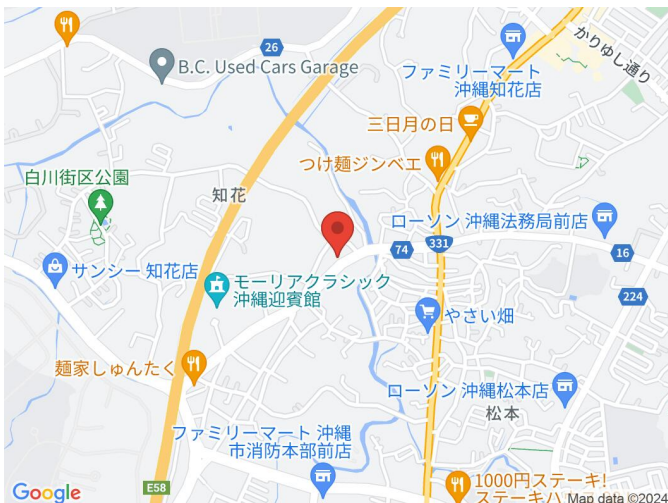 かりゆし通り
26
B.C. Used Cars Garage
ファミリーマート
沖縄知花店
三日月の日
つけ麺ジンベエ
白川街区公園
知花
ローソン 沖縄法務局前店
74
331
16
サンシー 知花店
モーリアクラシック
沖縄迎賓館
224
やさい畑
麺家しゅんたく
ローソン 沖縄松本店
松本
ファミリーマート 沖縄
市消防本部前店
E58
1000円ステーキ!
ステーキハ
Google
Map data ©2024